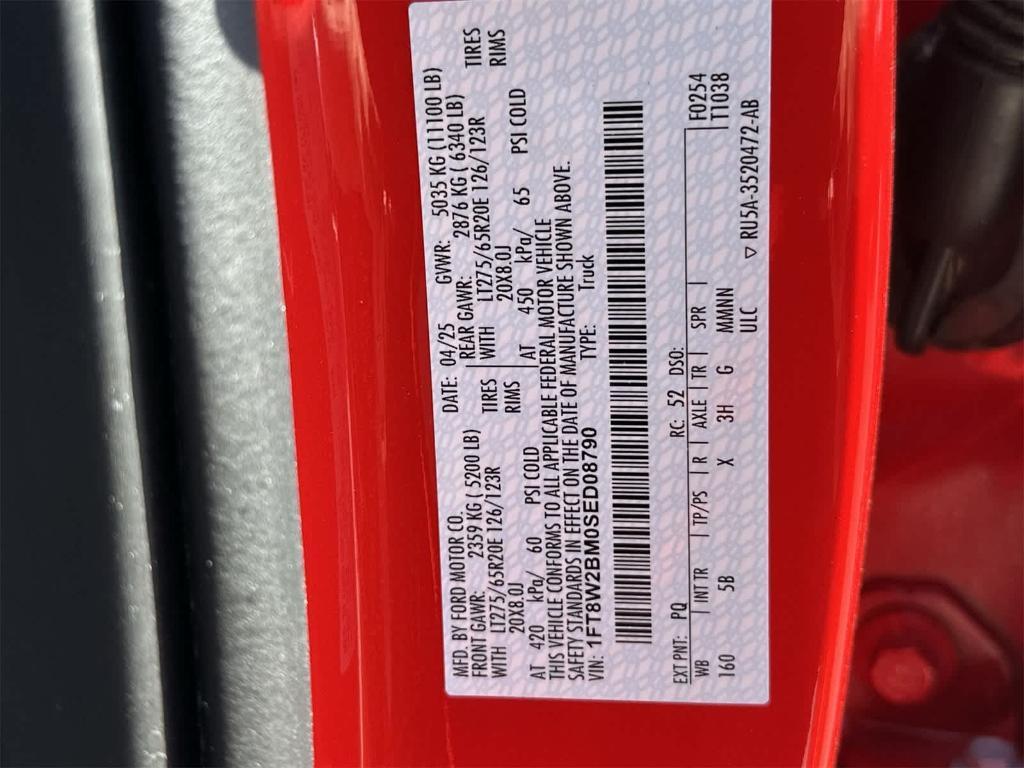 MFD. BY FORD MOTOR CO.
DATE: 04/25 GVWR: 5035 KG (11100 LB)
FRONT GAWR: 2359 KG ( 5200 LB)
REAR GAWR: 2876 KG ( 6340 LB)
WITH LT275/65R20E 126/123R TIRES
WITH LT275/65R20E 126/123R TIRES
20X8.0J RIMS
20X8.0J RIMS
AT 420 kPa/ 60 PSI COLD
AT 450 kPa/ 65 PSI COLD
THIS VEHICLE CONFORMS TO ALL APPLICABLE FEDERAL MOTOR VEHICLE
SAFETY STANDARDS IN EFFECT ON THE DATE OF MANUFACTURE SHOWN ABOVE.
VIN: 1FT8W2BM0SED08790 TYPE: Truck
EXT PNT: PQ RC: 52 DSO: F0254
WB | INT TR | TP/PS | R | AXLE | TR | SPR | T1038
160 5B X 3H G MMNN
ULC ▽ RU5A-3520472-AB